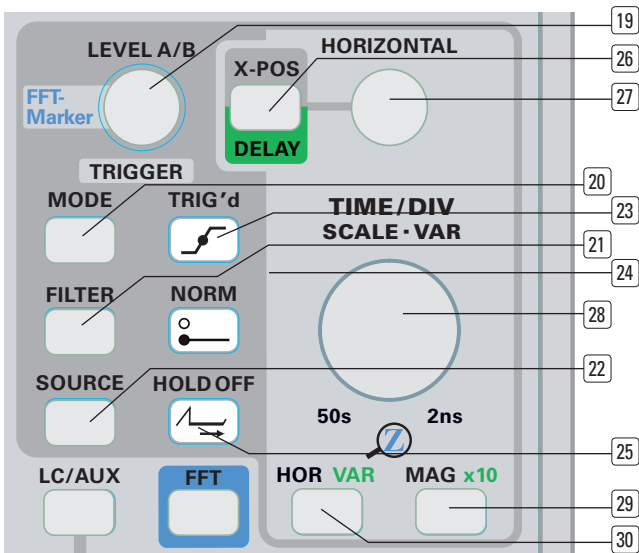 19
LEVEL A/B
HORIZONTAL
26
X-POS
FFT-
Marker
27
DELAY
TRIGGER
20
MODE
TRIG'd
TIME/DIV
23
SCALE · VAR
21
24
FILTER
NORM
28
22
SOURCE
HOLD OFF
50s
2ns
Z
25
LC/AUX
FFT
HOR VAR
MAG x10
29
30